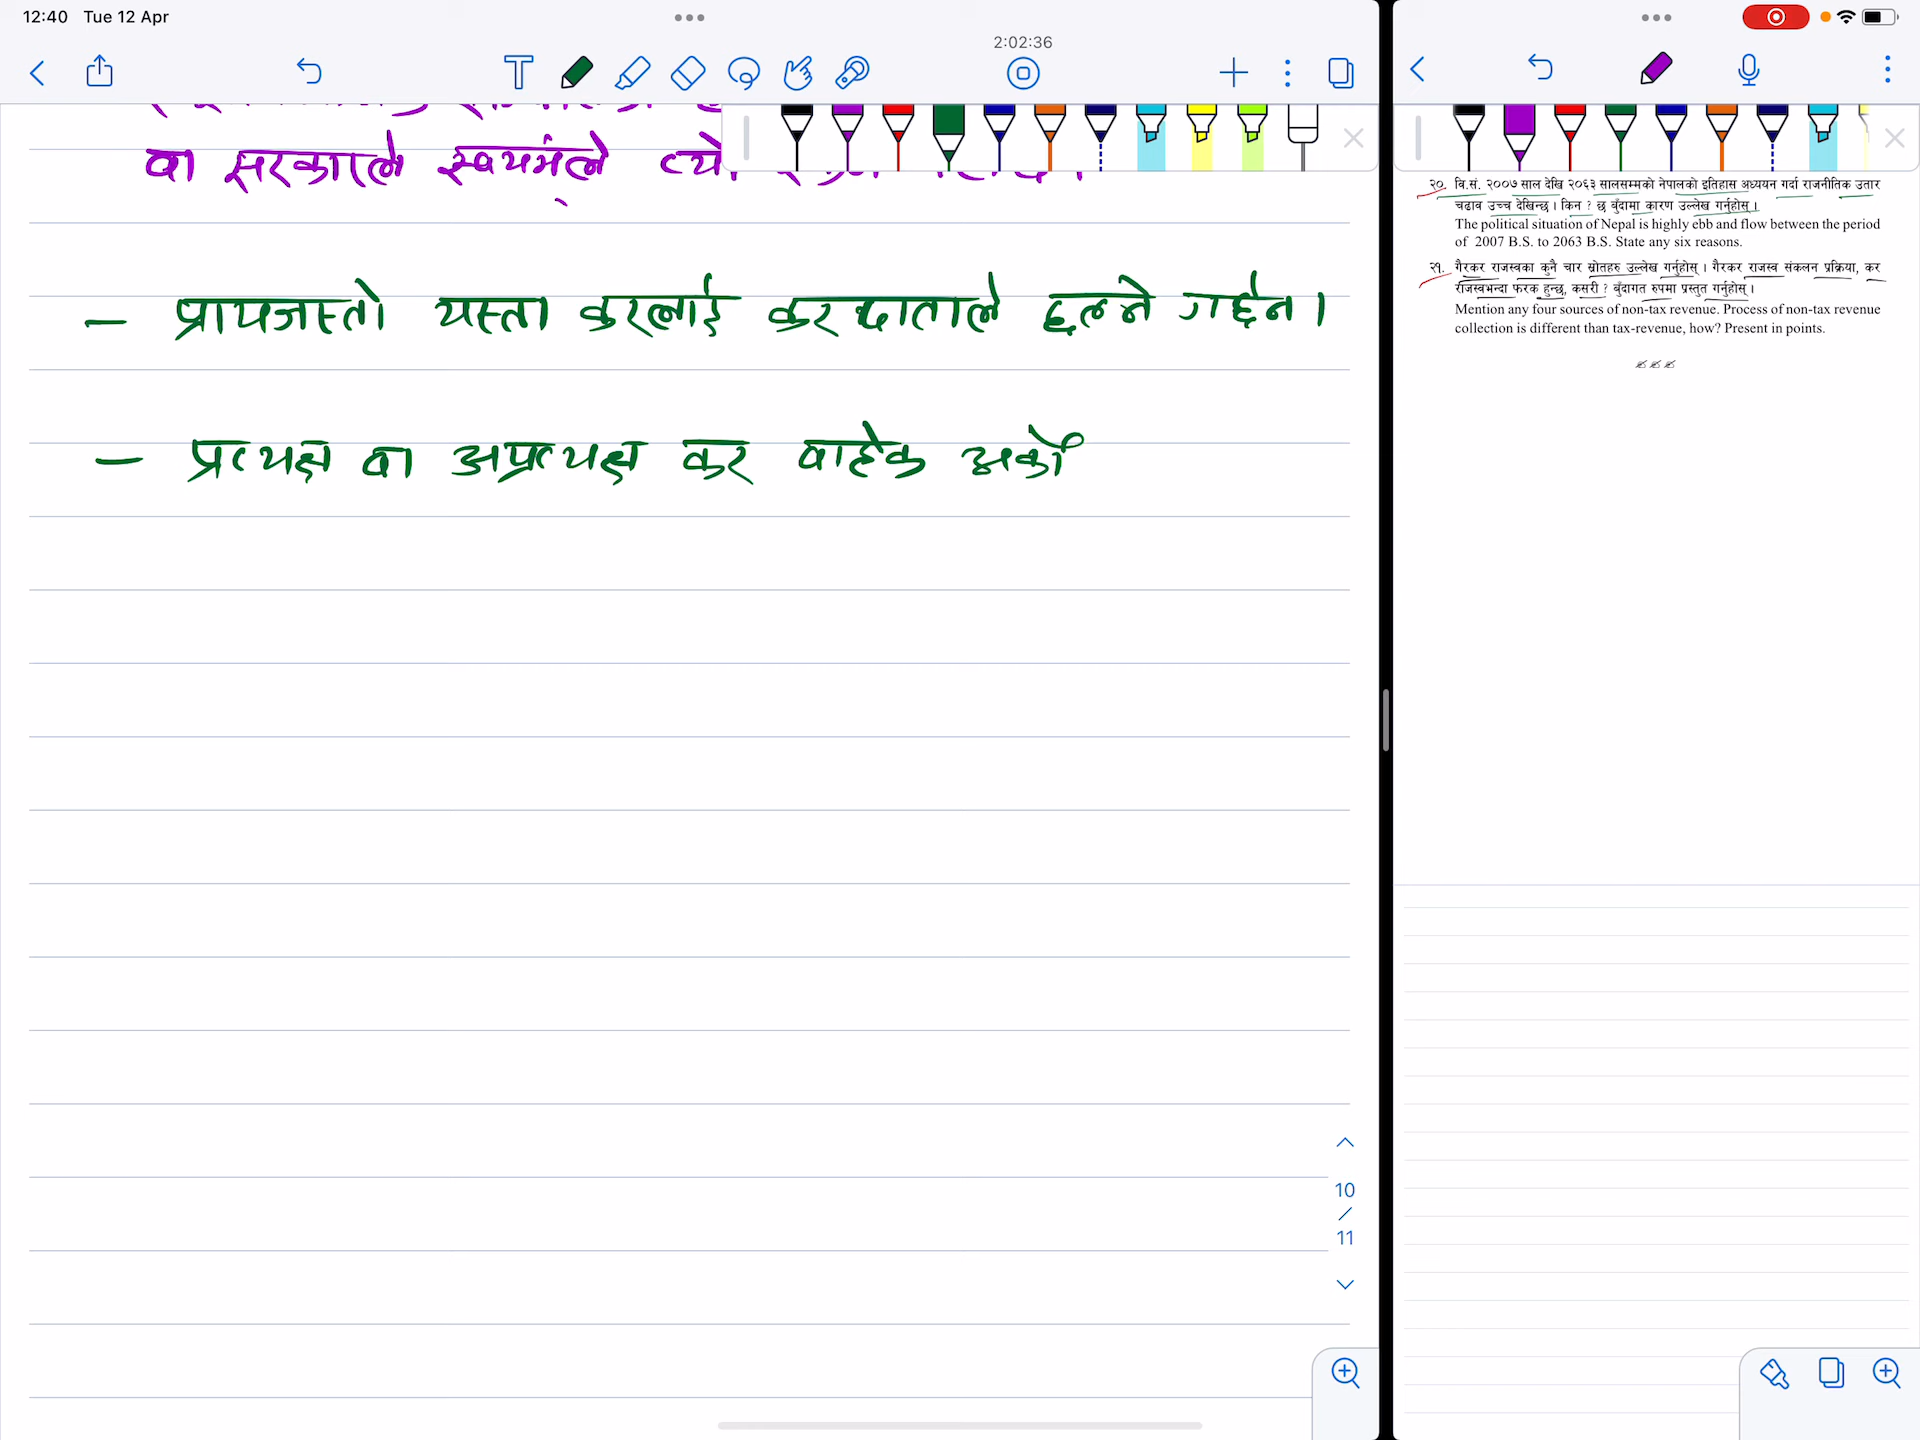 12:40 Tue 12 Apr
2:02:36
वा सरकारले स्वयमंले त्यो
- प्रायजस्तो यस्ता करलाई करदाताले छल्ने गर्दैन।
- प्रत्यक्ष वा अप्रत्यक्ष कर वाहेक अर्को
10
/
11
२०. वि.सं. २००७ साल देखि २०६३ सालसम्मको नेपालको इतिहास अध्ययन गर्दा राजनीतिक उतार
चढाव उच्च देखिन्छ । किन ? छ बुँदामा कारण उल्लेख गर्नुहोस् ।
The political situation of Nepal is highly ebb and flow between the period
of 2007 B.S. to 2063 B.S. State any six reasons.
२१. गैरकर राजस्वका कुनै चार स्रोतहरु उल्लेख गर्नुहोस् । गैरकर राजस्व संकलन प्रक्रिया, कर
राजस्वभन्दा फरक हुन्छ, कसरी ? बुँदागत रुपमा प्रस्तुत गर्नुहोस् ।
Mention any four sources of non-tax revenue. Process of non-tax revenue
collection is different than tax-revenue, how? Present in points.